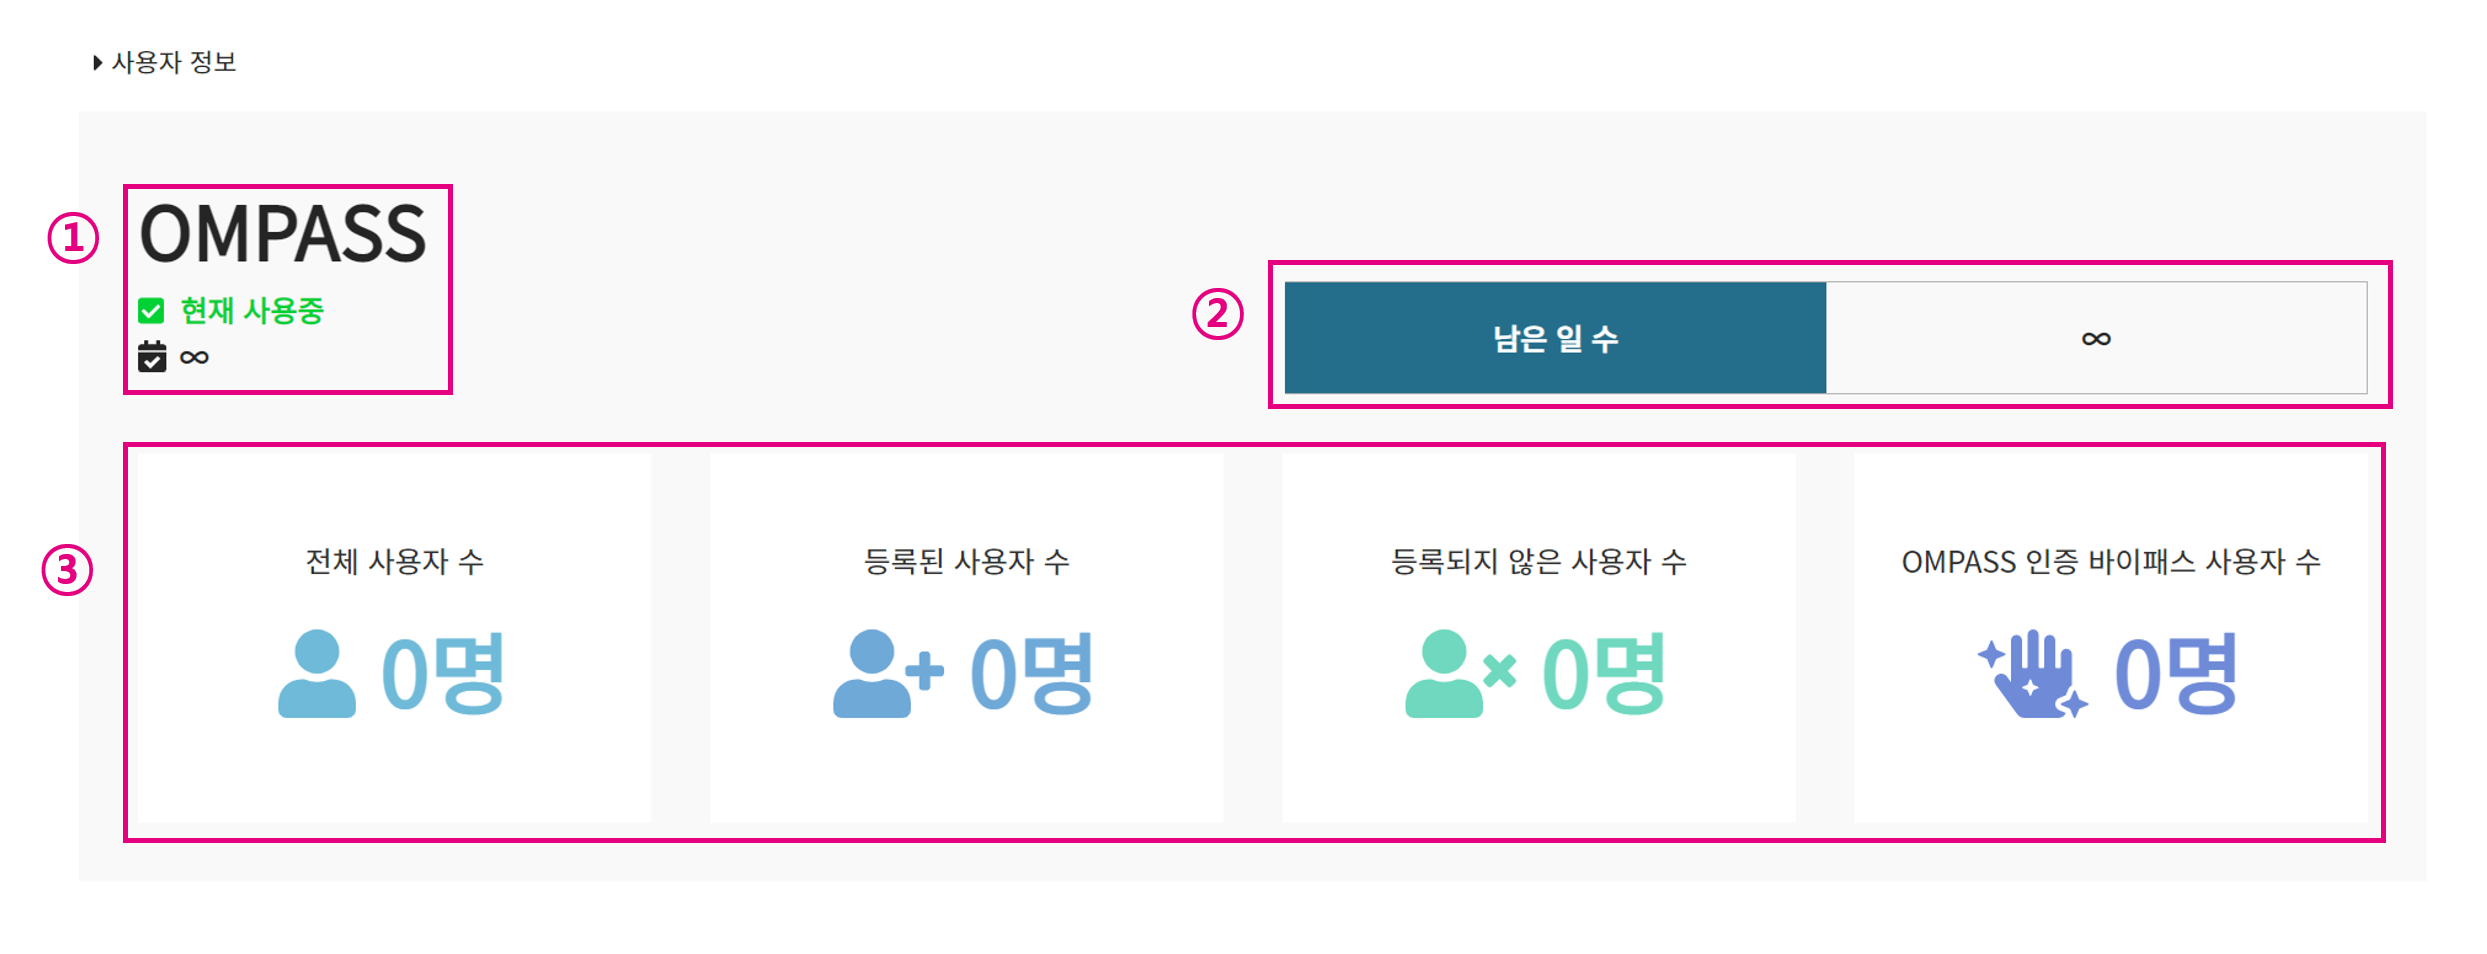 사용자 정보
①
OMPASS
현재 사용중
∞
②
남은 일 수
∞
③
전체 사용자 수
0명
등록된 사용자 수
0명
등록되지 않은 사용자 수
0명
OMPASS 인증 바이패스 사용자 수
0명